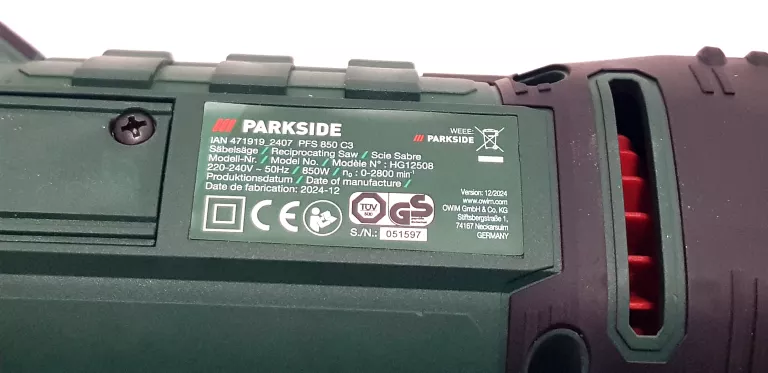 PARKSIDE
IAN 471919_2407 PFS 850 C3
Säbelsäge / Reciprocating Saw / Scie Sabre
Modell-Nr. / Model No. / Modèle N° : HG12508
220-240V ~ 50Hz / 850W / n₀ : 0-2800 min⁻¹
Produktionsdatum / Date of manufacture /
Date de fabrication: 2024-12
CE
TÜV
SÜD
GS
S./N.: 051597
WEEE:
PARKSIDE
Version: 12/2024
www.owim.com
OWIM GmbH & Co. KG
Stiftsbergstraße 1,
74167 Neckarsulm
GERMANY